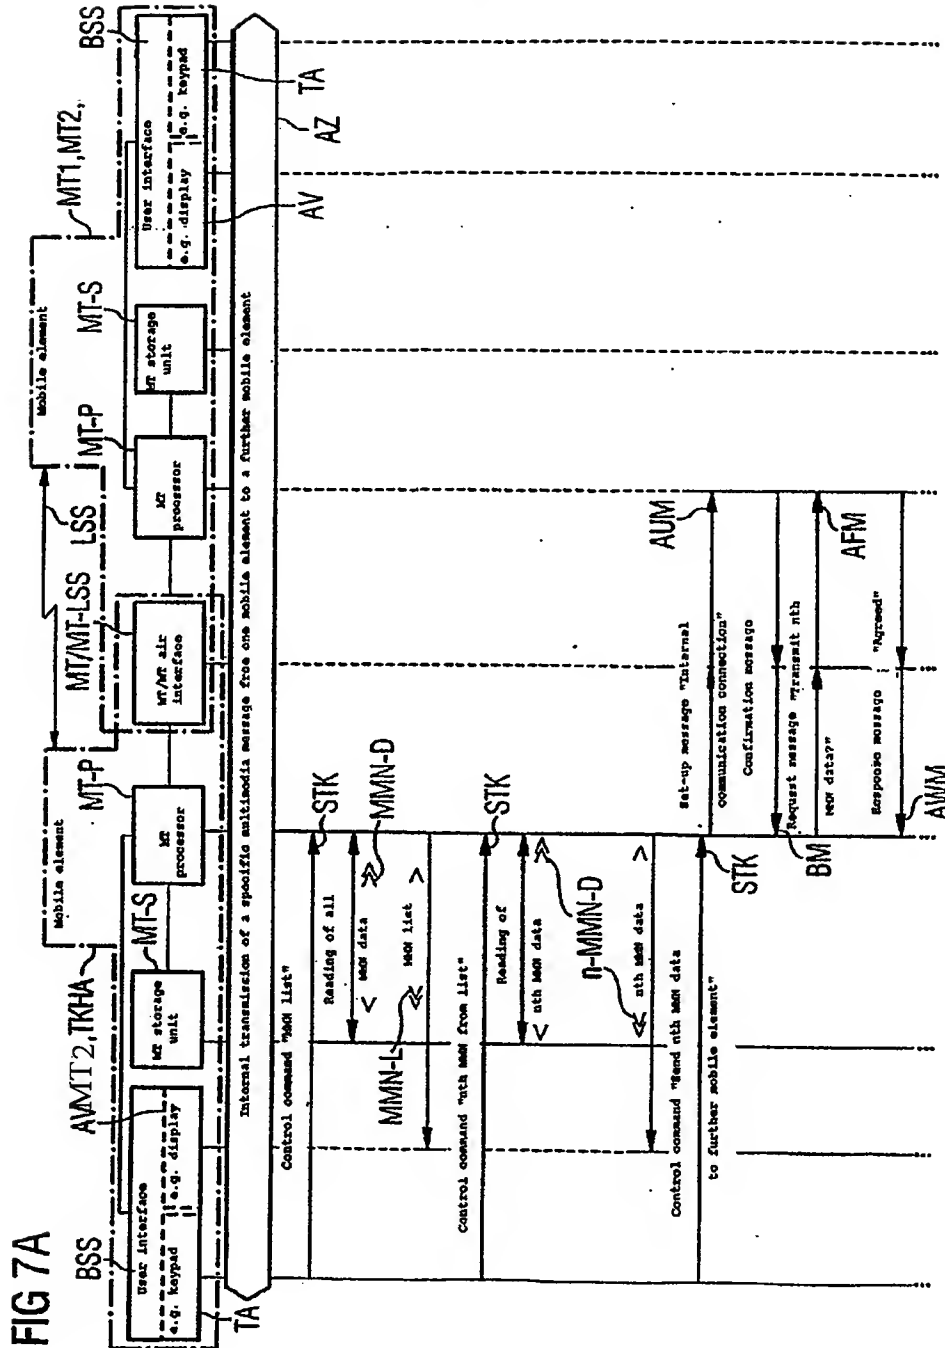 FIG 7A
BSS
AVMT2,TKHA
MT-S
MT-P
MT/MT-LSS
LSS
MT-P
MT-S
MT1,MT2,
BSS
Mobile element
Mobile element
User interface
e.g. keypad
e.g. display
MT storage
unit
MT
processor
MT/MT air
interface
MT
processor
MT storage
unit
User interface
e.g. display
e.g. keypad
TA
AV
TA
AZ
Internal transmission of a specific multimedia message from one mobile element to a further mobile element
Control command "MMN list"
STK
Reading of all
< MMN data >>
MMN-D
MMN-L
<< MMN list >
Control command "nth MMN from list"
STK
Reading of
< nth MMN data >>
n-MMN-D
<< nth MMN data >
Control command "Send nth MMN data
to further mobile element"
STK
Set-up message "Internal
communication connection"
AUM
Confirmation message
BM
Request message "Transmit nth
MMN data?"
AFM
Response message "Agreed"
AWM